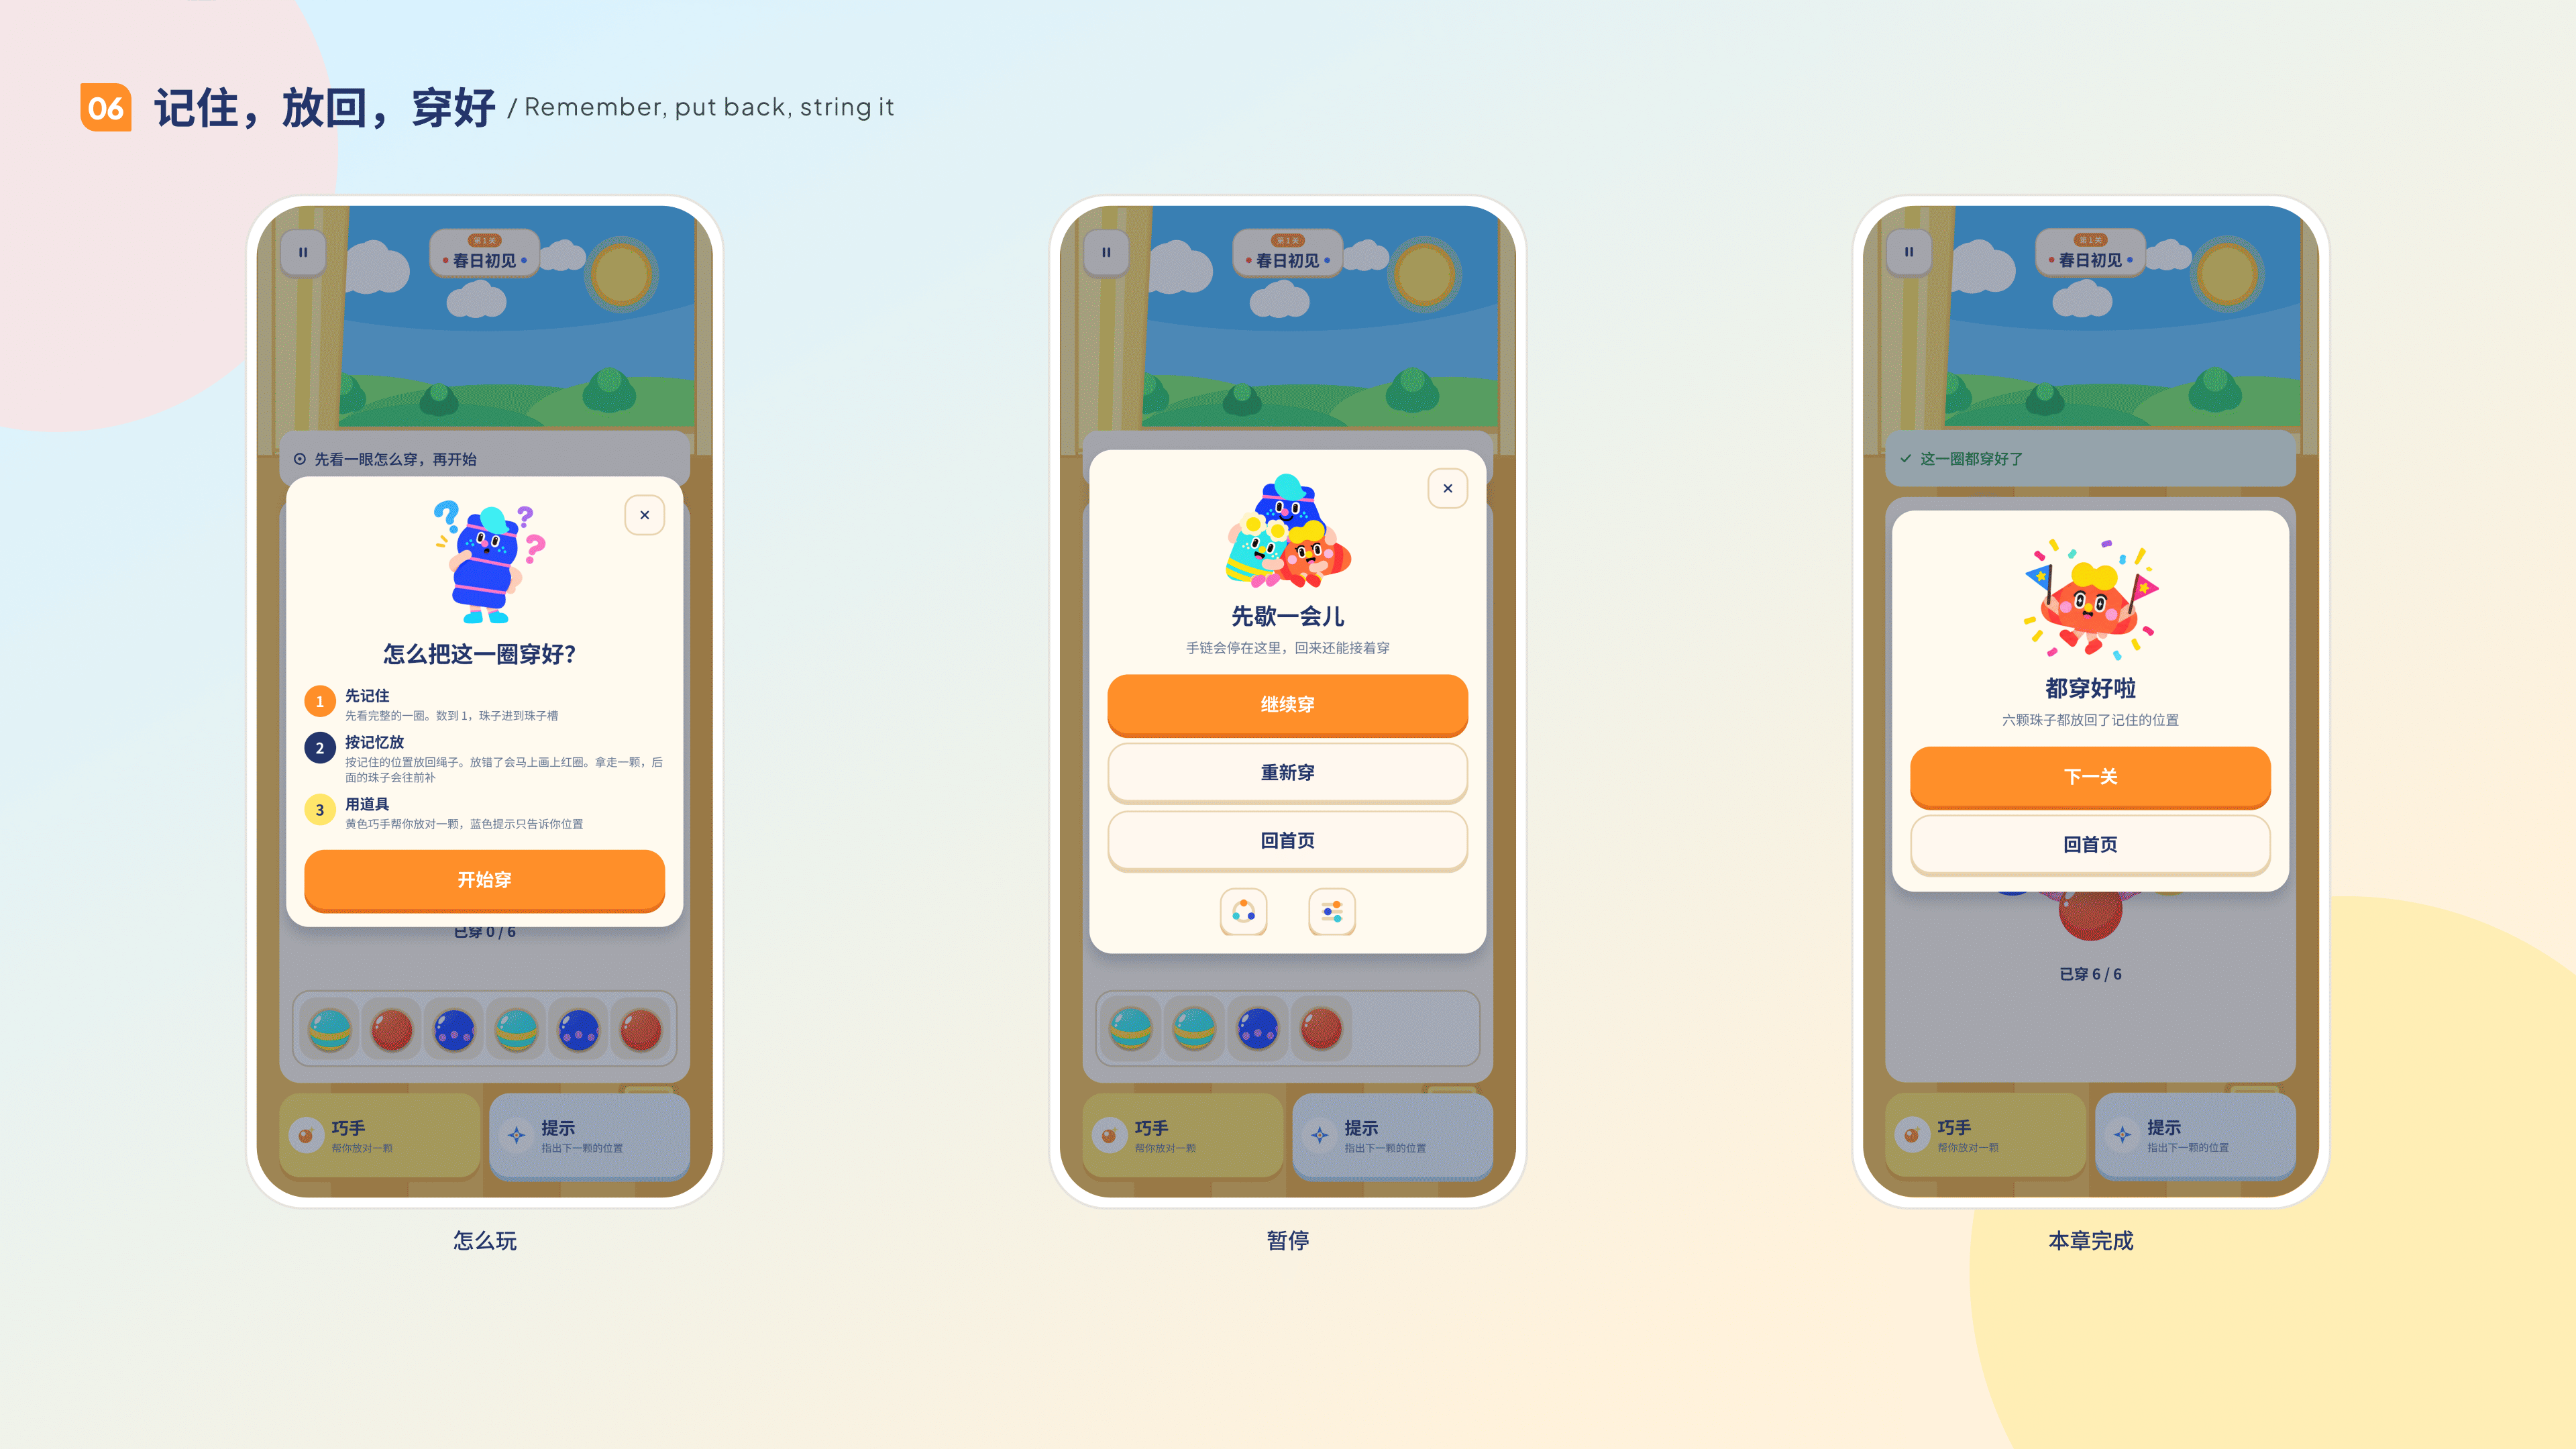 06 记住，放回，穿好 / Remember, put back, string it
第 1 关
春日初见
先看一眼怎么穿，再开始
怎么把这一圈穿好？
1 先记住
先看完整的一圈。数到 1，珠子进到珠子槽
2 按记忆放
按记住的位置放回绳子。放错了会马上画上红圈。拿走一颗，后
面的珠子会往前补
3 用道具
黄色巧手帮你放对一颗，蓝色提示只告诉你位置
开始穿
已穿 0 / 6
巧手
帮你放对一颗
提示
指出下一颗的位置
怎么玩
第 1 关
春日初见
先歇一会儿
手链会停在这里，回来还能接着穿
继续穿
重新穿
回首页
巧手
帮你放对一颗
提示
指出下一颗的位置
暂停
第 1 关
春日初见
这一圈都穿好了
都穿好啦
六颗珠子都放回了记住的位置
下一关
回首页
已穿 6 / 6
巧手
帮你放对一颗
提示
指出下一颗的位置
本章完成